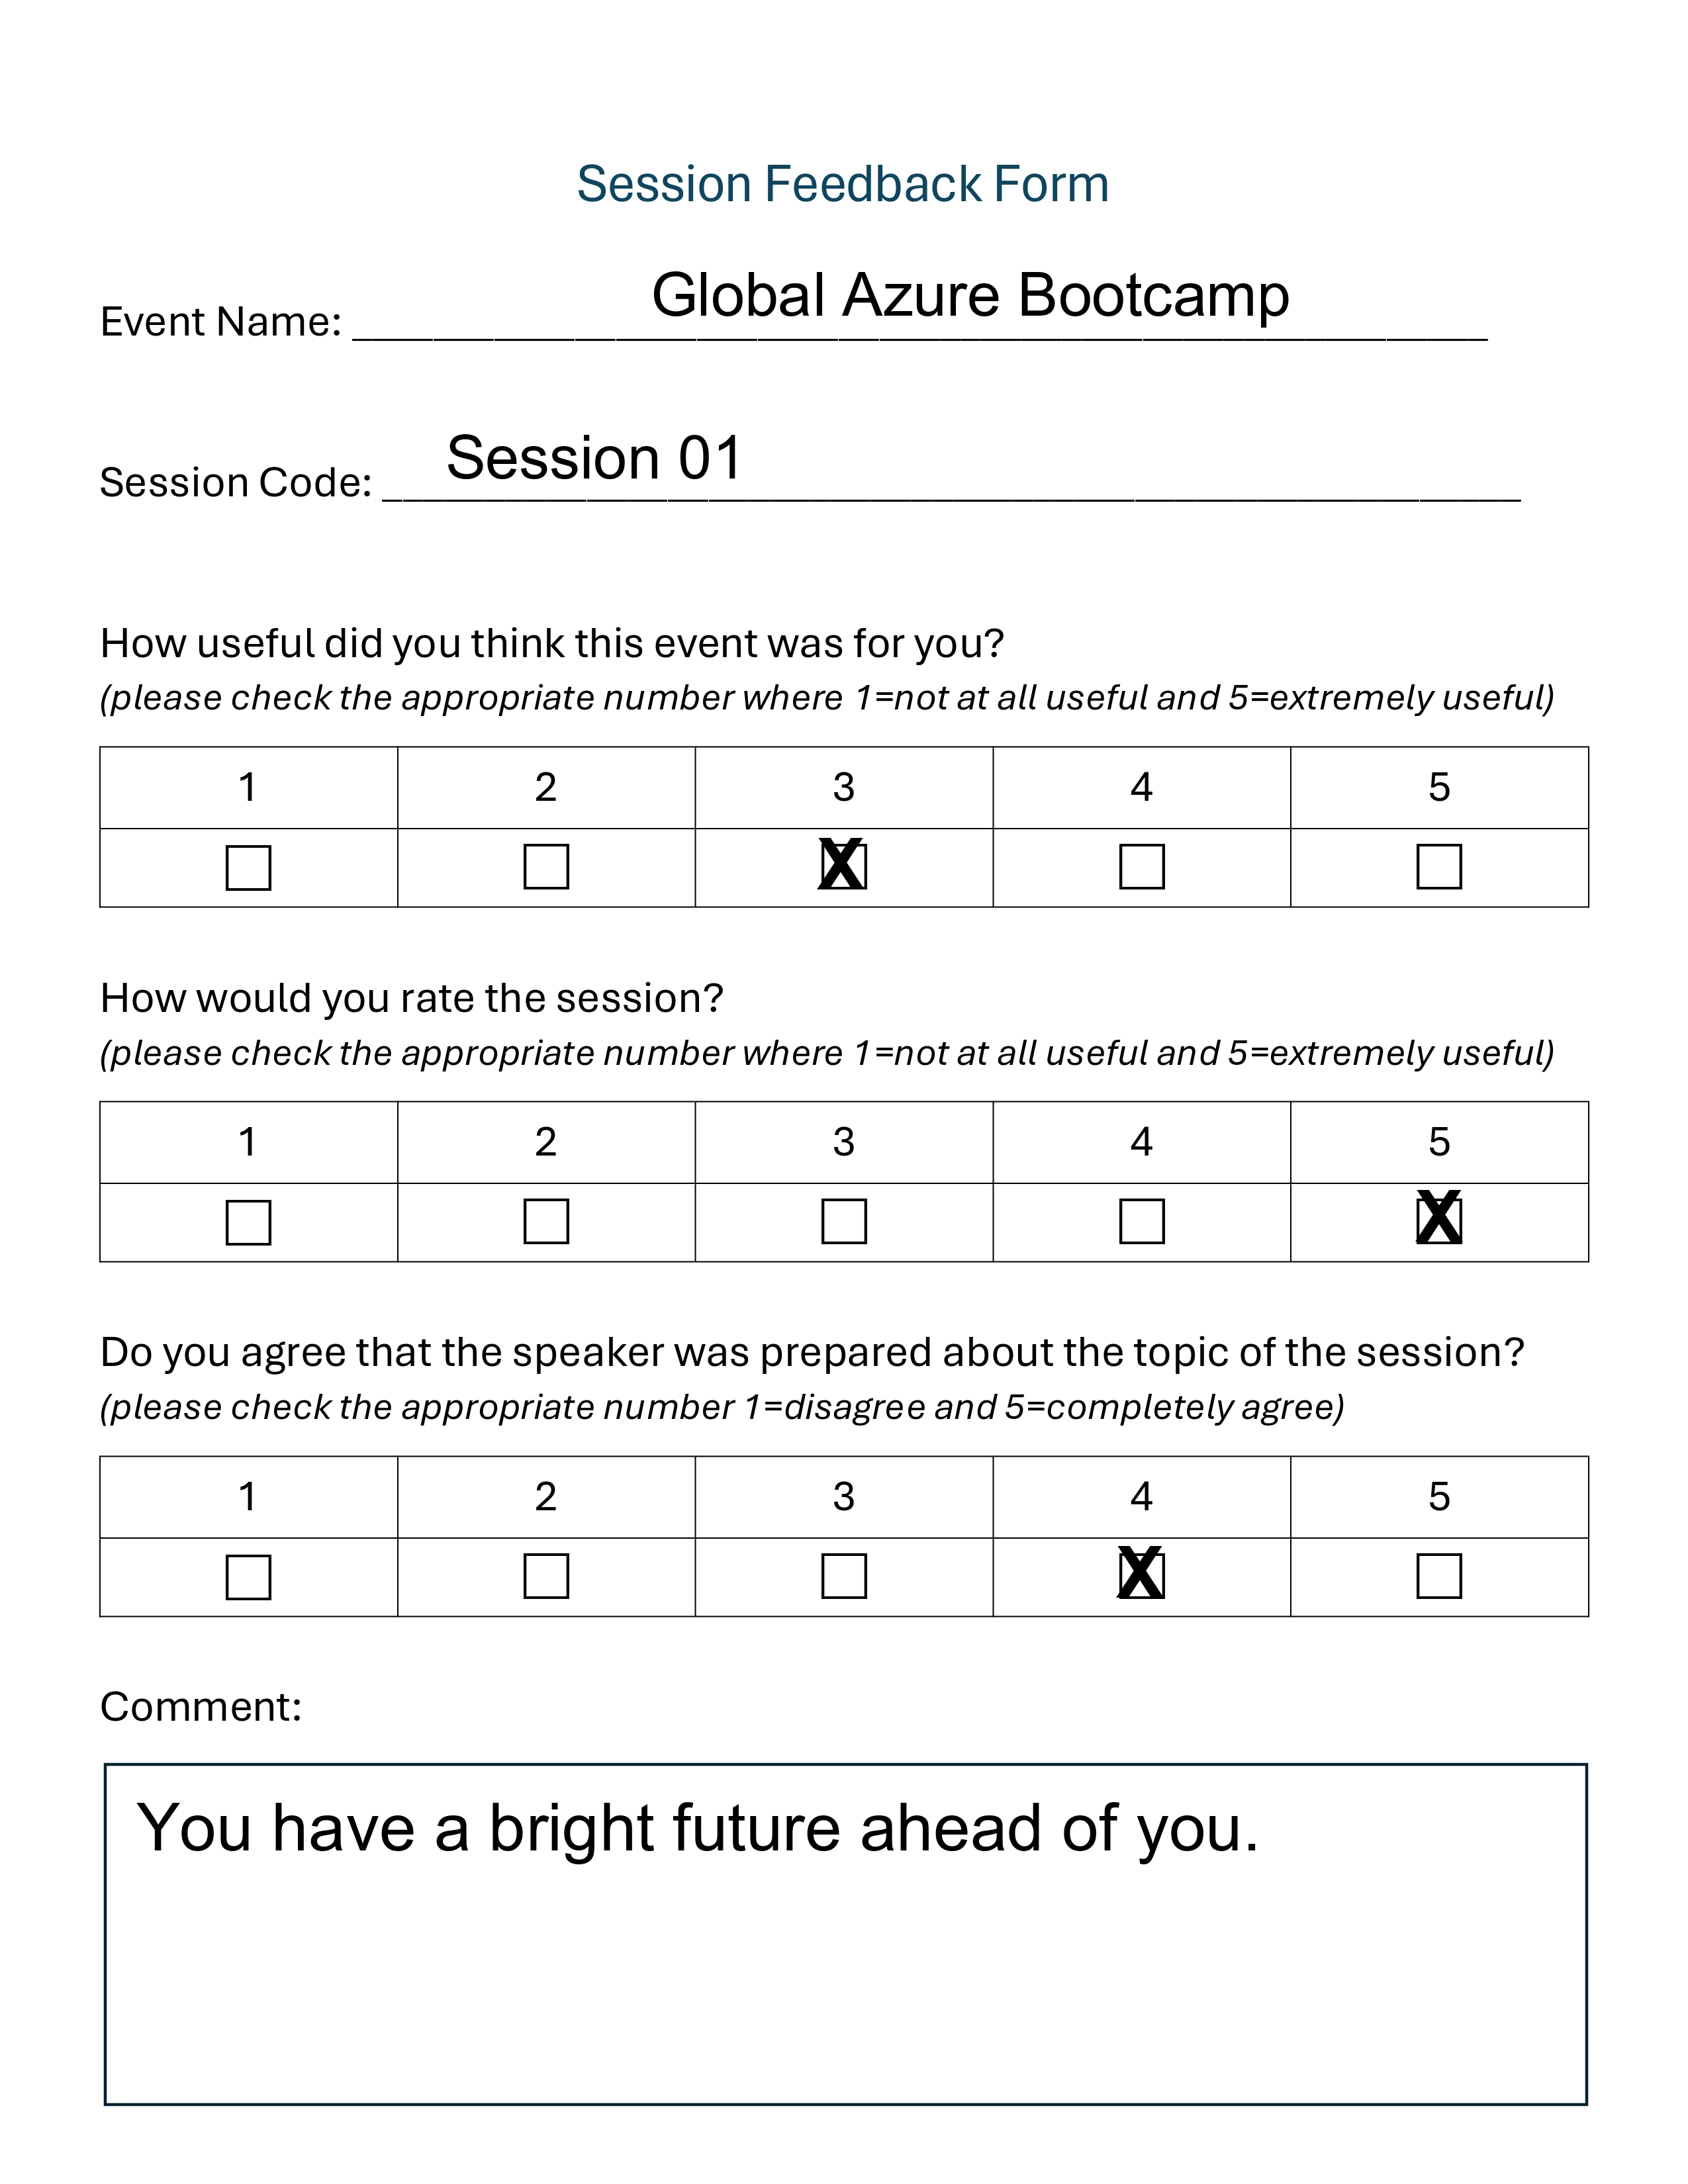 Session Feedback Form
Event Name: Global Azure Bootcamp
Session Code: Session 01
How useful did you think this event was for you?
(please check the appropriate number where 1=not at all useful and 5=extremely useful)
1 2 3 4 5
☐ ☐ X ☐ ☐
How would you rate the session?
(please check the appropriate number where 1=not at all useful and 5=extremely useful)
1 2 3 4 5
☐ ☐ ☐ ☐ X
Do you agree that the speaker was prepared about the topic of the session?
(please check the appropriate number 1=disagree and 5=completely agree)
1 2 3 4 5
☐ ☐ ☐ X ☐
Comment:
You have a bright future ahead of you.